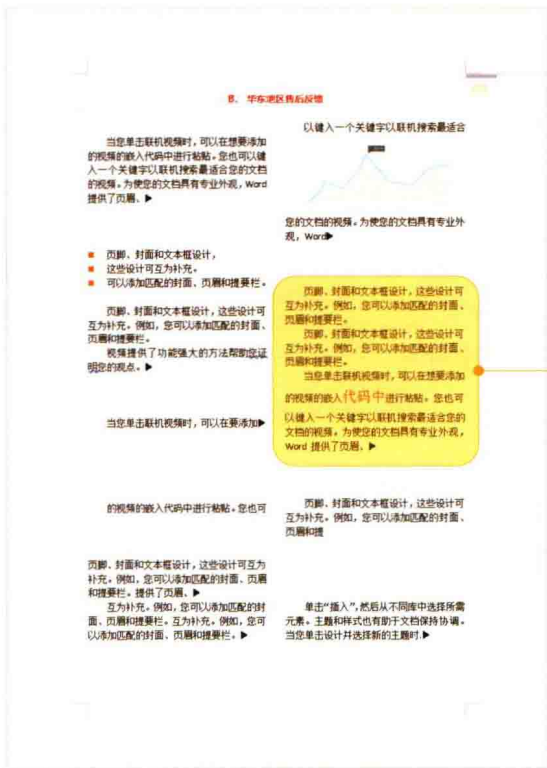 华东地区售后反馈
当您单击联机视频时，可以在想要添加
的视频的嵌入代码中进行粘贴。您也可以键
入一个关键字以联机搜索最适合您的文档
的视频。为使您的文档具有专业外观，Word
提供了页眉、▶
■ 页脚、封面和文本框设计，
■ 这些设计可互为补充。
■ 可以添加匹配的封面、页眉和提要栏。
页脚、封面和文本框设计，这些设计可
互为补充。例如，您可以添加匹配的封面、
页眉和提要栏。
视频提供了功能强大的方法帮助您证
明您的观点。▶
当您单击联机视频时，可以在要添加▶
的视频的嵌入代码中进行粘贴。您也可
页脚、封面和文本框设计，这些设计可互为
补充。例如，您可以添加匹配的封面、页眉
和提要栏。提供了页眉、▶
互为补充。例如，您可以添加匹配的封
面、页眉和提要栏。互为补充。例如，您可
以添加匹配的封面、页眉和提要栏。▶
以键入一个关键字以联机搜索最适合
您的文档的视频。为使您的文档具有专业外
观，Word▶
页脚、封面和文本框设计，这些设计可
互为补充。例如，您可以添加匹配的封面、
页眉和提要栏。
页脚、封面和文本框设计，这些设计可
互为补充。例如，您可以添加匹配的封面、
页眉和提要栏。
当您单击联机视频时，可以在想要添加
的视频的嵌入代码中进行粘贴。您也可
以键入一个关键字以联机搜索最适合您的
文档的视频。为使您的文档具有专业外观，
Word 提供了页眉、▶
页脚、封面和文本框设计，这些设计可
互为补充。例如，您可以添加匹配的封面、
页眉和提
单击“插入”，然后从不同库中选择所需
元素。主题和样式也有助于文档保持协调。
当您单击设计并选择新的主题时，▶